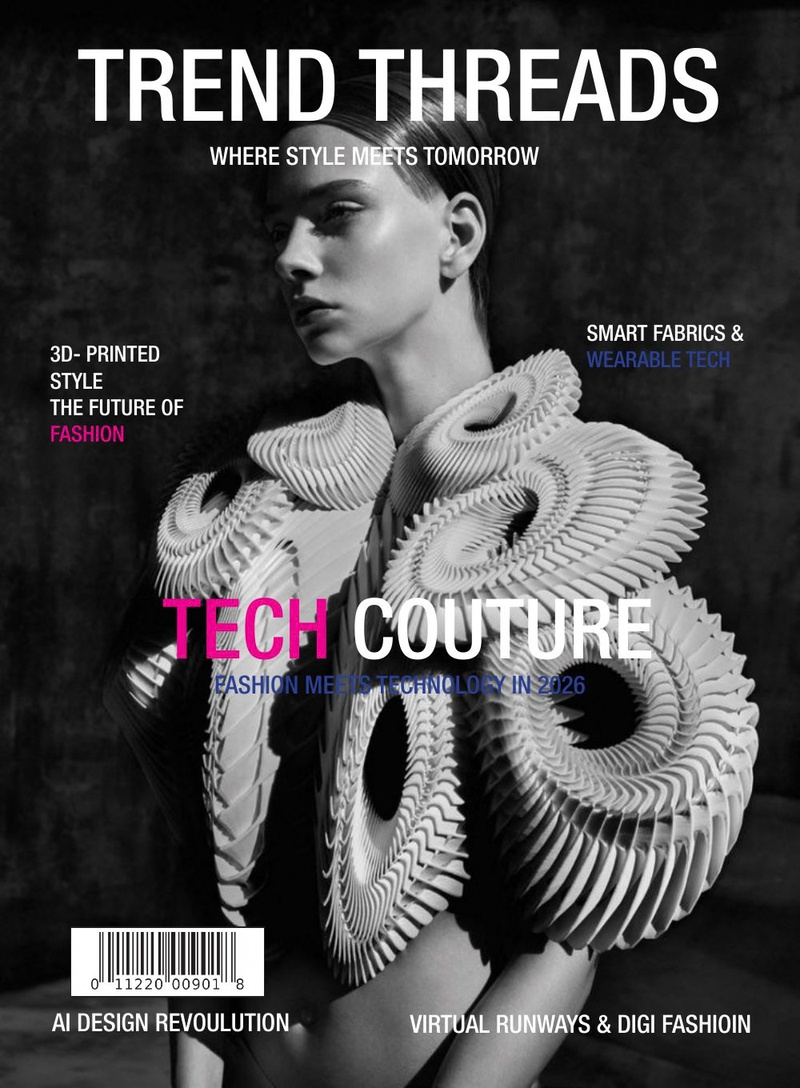 TREND THREADS
WHERE STYLE MEETS TOMORROW
SMART FABRICS &
WEARABLE TECH
3D- PRINTED
STYLE
THE FUTURE OF
FASHION
TECH COUTURE
FASHION MEETS TECHNOLOGY IN 2026
0 11220 00901 8
AI DESIGN REVOULUTION
VIRTUAL RUNWAYS & DIGI FASHIOIN